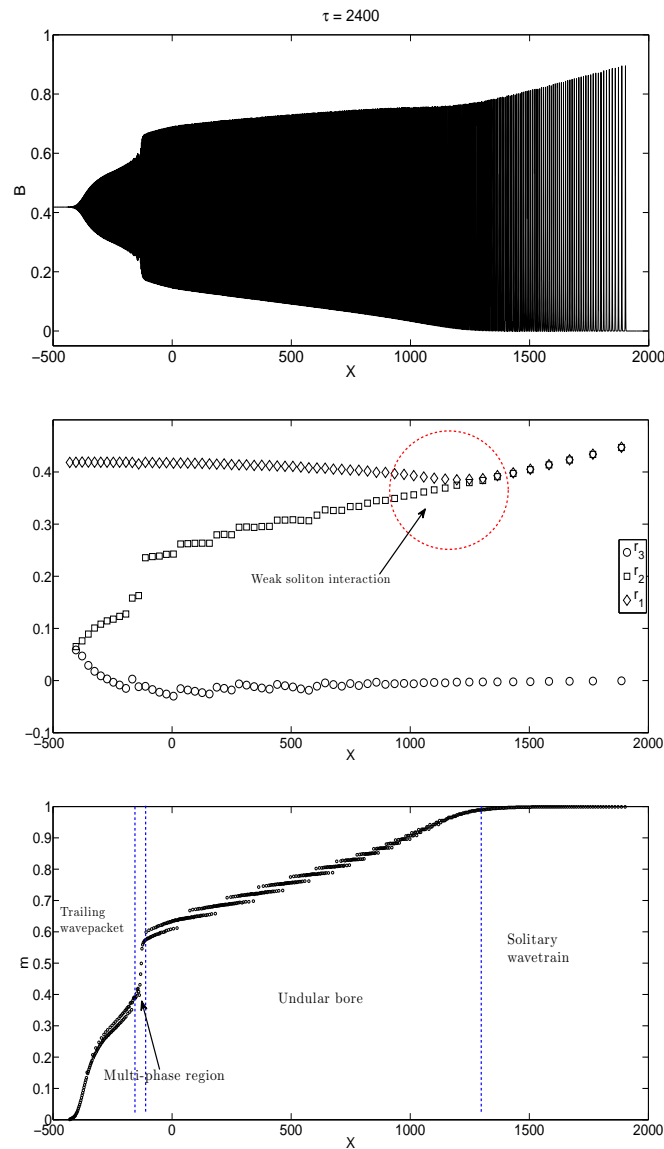 τ = 2400
1
0.8
0.6
0.4
0.2
0
B
−500
0
500
1000
1500
2000
X
0.4
0.3
0.2
0.1
0
−0.1
Weak soliton interaction
r3
r2
r1
−500
0
500
1000
1500
2000
X
1
0.9
0.8
0.7
0.6
0.5
0.4
0.3
0.2
0.1
0
m
Trailing
wavepacket
Solitary
wavetrain
Undular bore
Multi-phase region
−500
0
500
1000
1500
2000
X